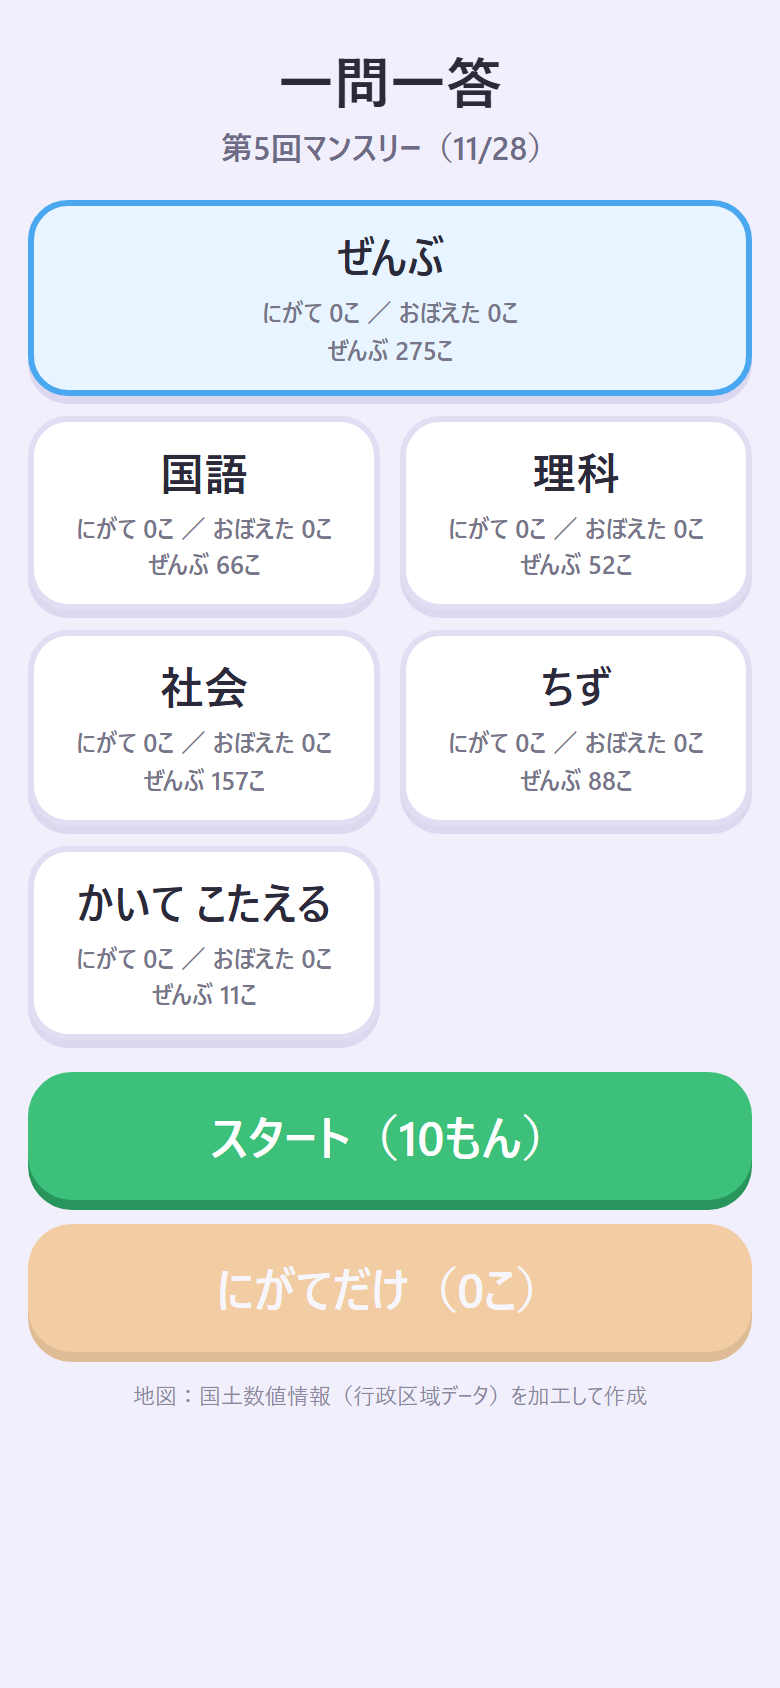 一問一答
第5回マンスリー（11/28）
ぜんぶ
にがて 0こ ／ おぼえた 0こ
ぜんぶ 275こ
国語
にがて 0こ ／ おぼえた 0こ
ぜんぶ 66こ
理科
にがて 0こ ／ おぼえた 0こ
ぜんぶ 52こ
社会
にがて 0こ ／ おぼえた 0こ
ぜんぶ 157こ
ちず
にがて 0こ ／ おぼえた 0こ
ぜんぶ 88こ
かいて こたえる
にがて 0こ ／ おぼえた 0こ
ぜんぶ 11こ
スタート（10もん）
にがてだけ（0こ）
地図：国土数値情報（行政区域データ）を加工して作成